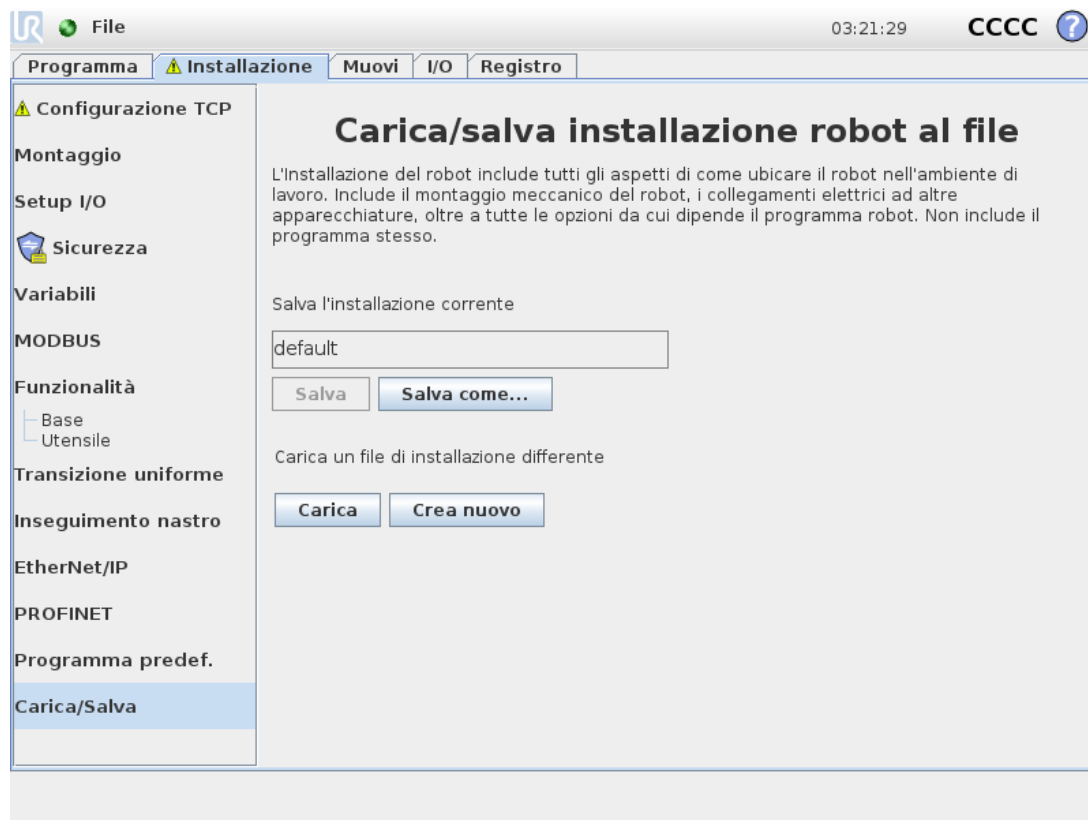 UR File 03:21:29 CCCC ?
Programma Installazione Muovi I/O Registro
Configurazione TCP
Montaggio
Setup I/O
Sicurezza
Variabili
MODBUS
Funzionalità
Base
Utensile
Transizione uniforme
Inseguimento nastro
EtherNet/IP
PROFINET
Programma predef.
Carica/Salva
Carica/salva installazione robot al file
L'Installazione del robot include tutti gli aspetti di come ubicare il robot nell'ambiente di
lavoro. Include il montaggio meccanico del robot, i collegamenti elettrici ad altre
apparecchiature, oltre a tutte le opzioni da cui dipende il programma robot. Non include il
programma stesso.
Salva l'installazione corrente
default
Salva Salva come...
Carica un file di installazione differente
Carica Crea nuovo